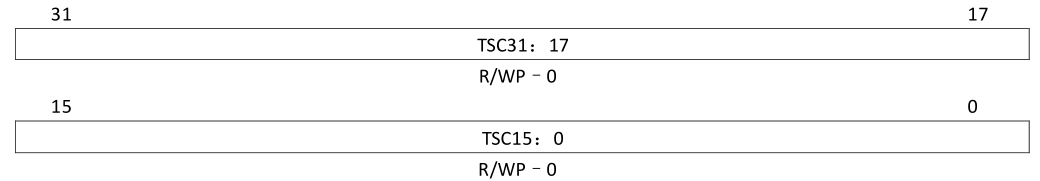 31 17
TSC31：17
R/WP – 0
15 0
TSC15：0
R/WP – 0